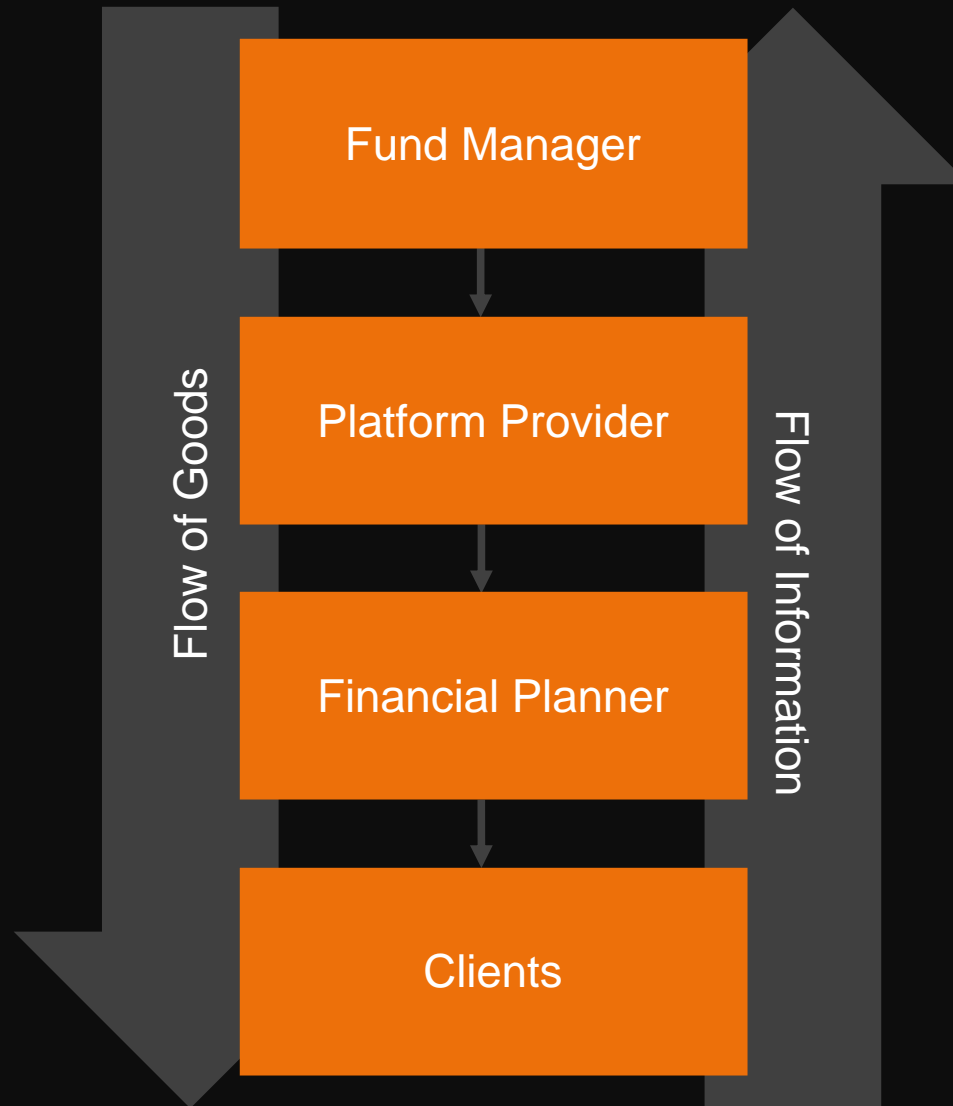 Fund Manager
Platform Provider
Flow of Goods
Flow of Information
Financial Planner
Clients